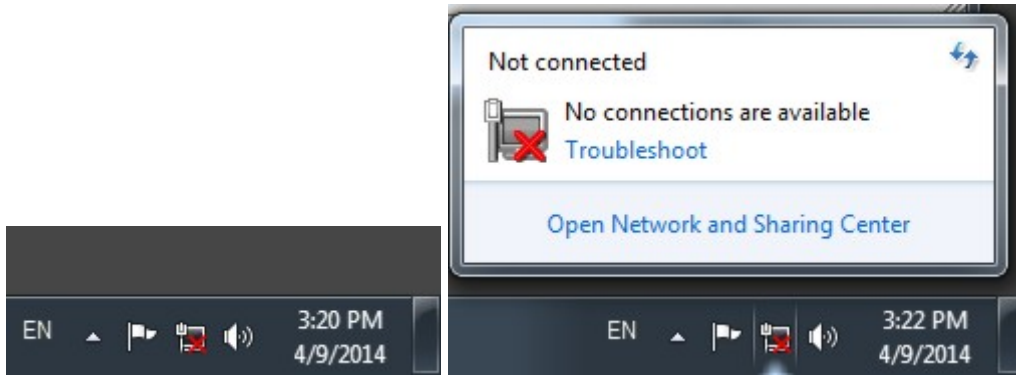 EN
3:20 PM
4/9/2014
Not connected
No connections are available
Troubleshoot
Open Network and Sharing Center
EN
3:22 PM
4/9/2014